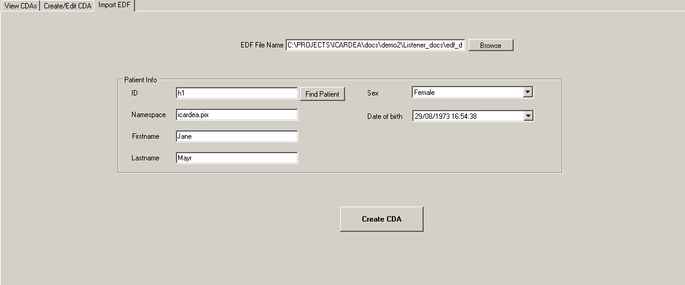 View CDAs Create/Edit CDA Import EDF
EDF File Name C:\PROJECTS\ICARDEA\docs\demo2\Listener_docs\edf_d Browse
Patient Info
ID h1 Find Patient Sex Female
Namespace icardea.pix Date of birth 29/08/1973 16:54:38
Firstname Jane
Lastname Mayr
Create CDA